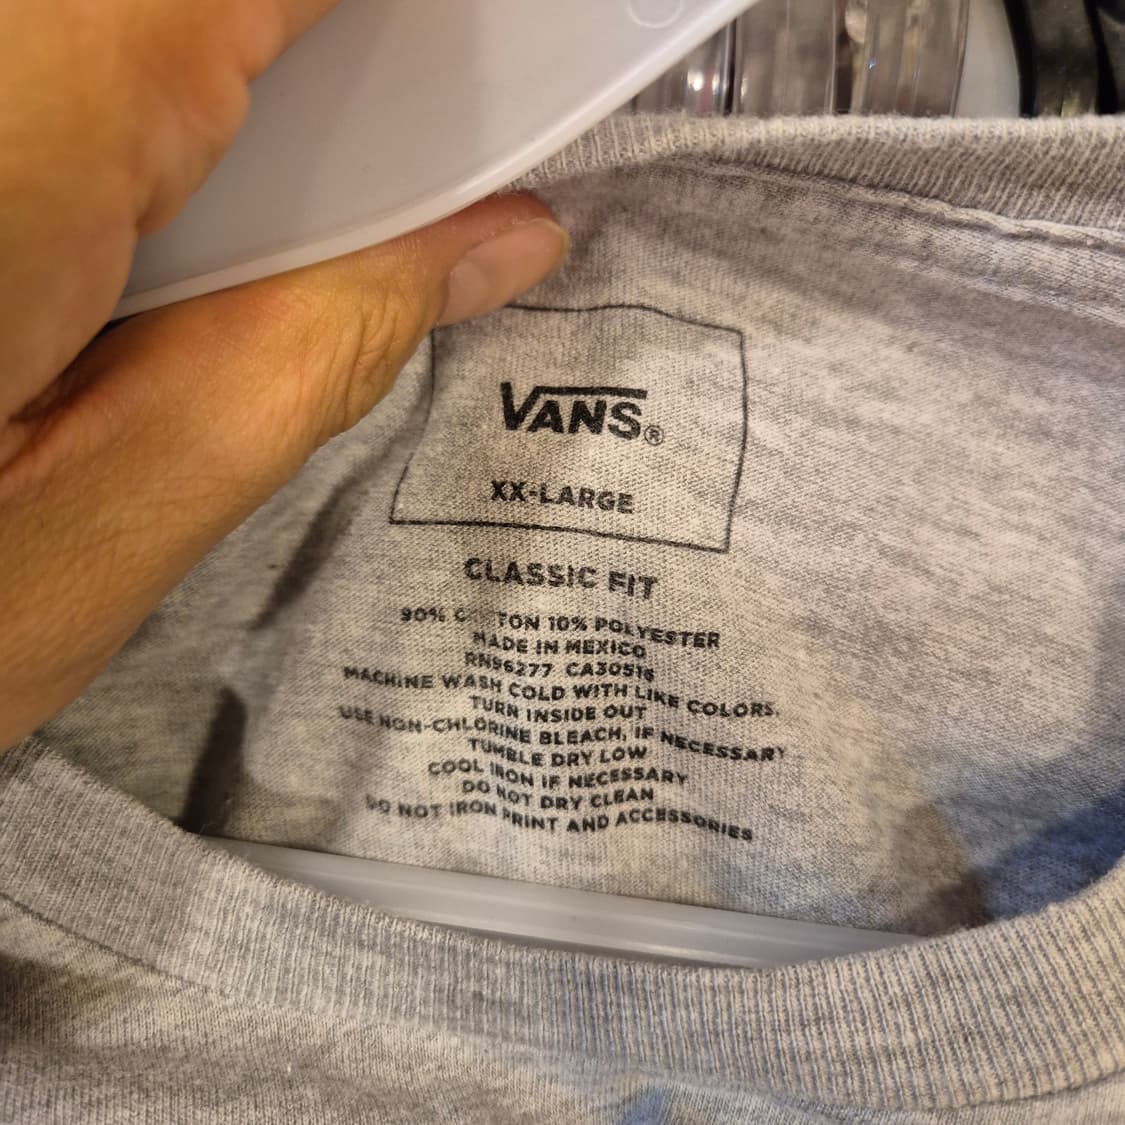 VANS®
XX-LARGE
CLASSIC FIT
90% COTTON 10% POLYESTER
MADE IN MEXICO
RN96277 CA30516
MACHINE WASH COLD WITH LIKE COLORS.
TURN INSIDE OUT
USE NON-CHLORINE BLEACH, IF NECESSARY
TUMBLE DRY LOW
COOL IRON IF NECESSARY
DO NOT DRY CLEAN
DO NOT IRON PRINT AND ACCESSORIES